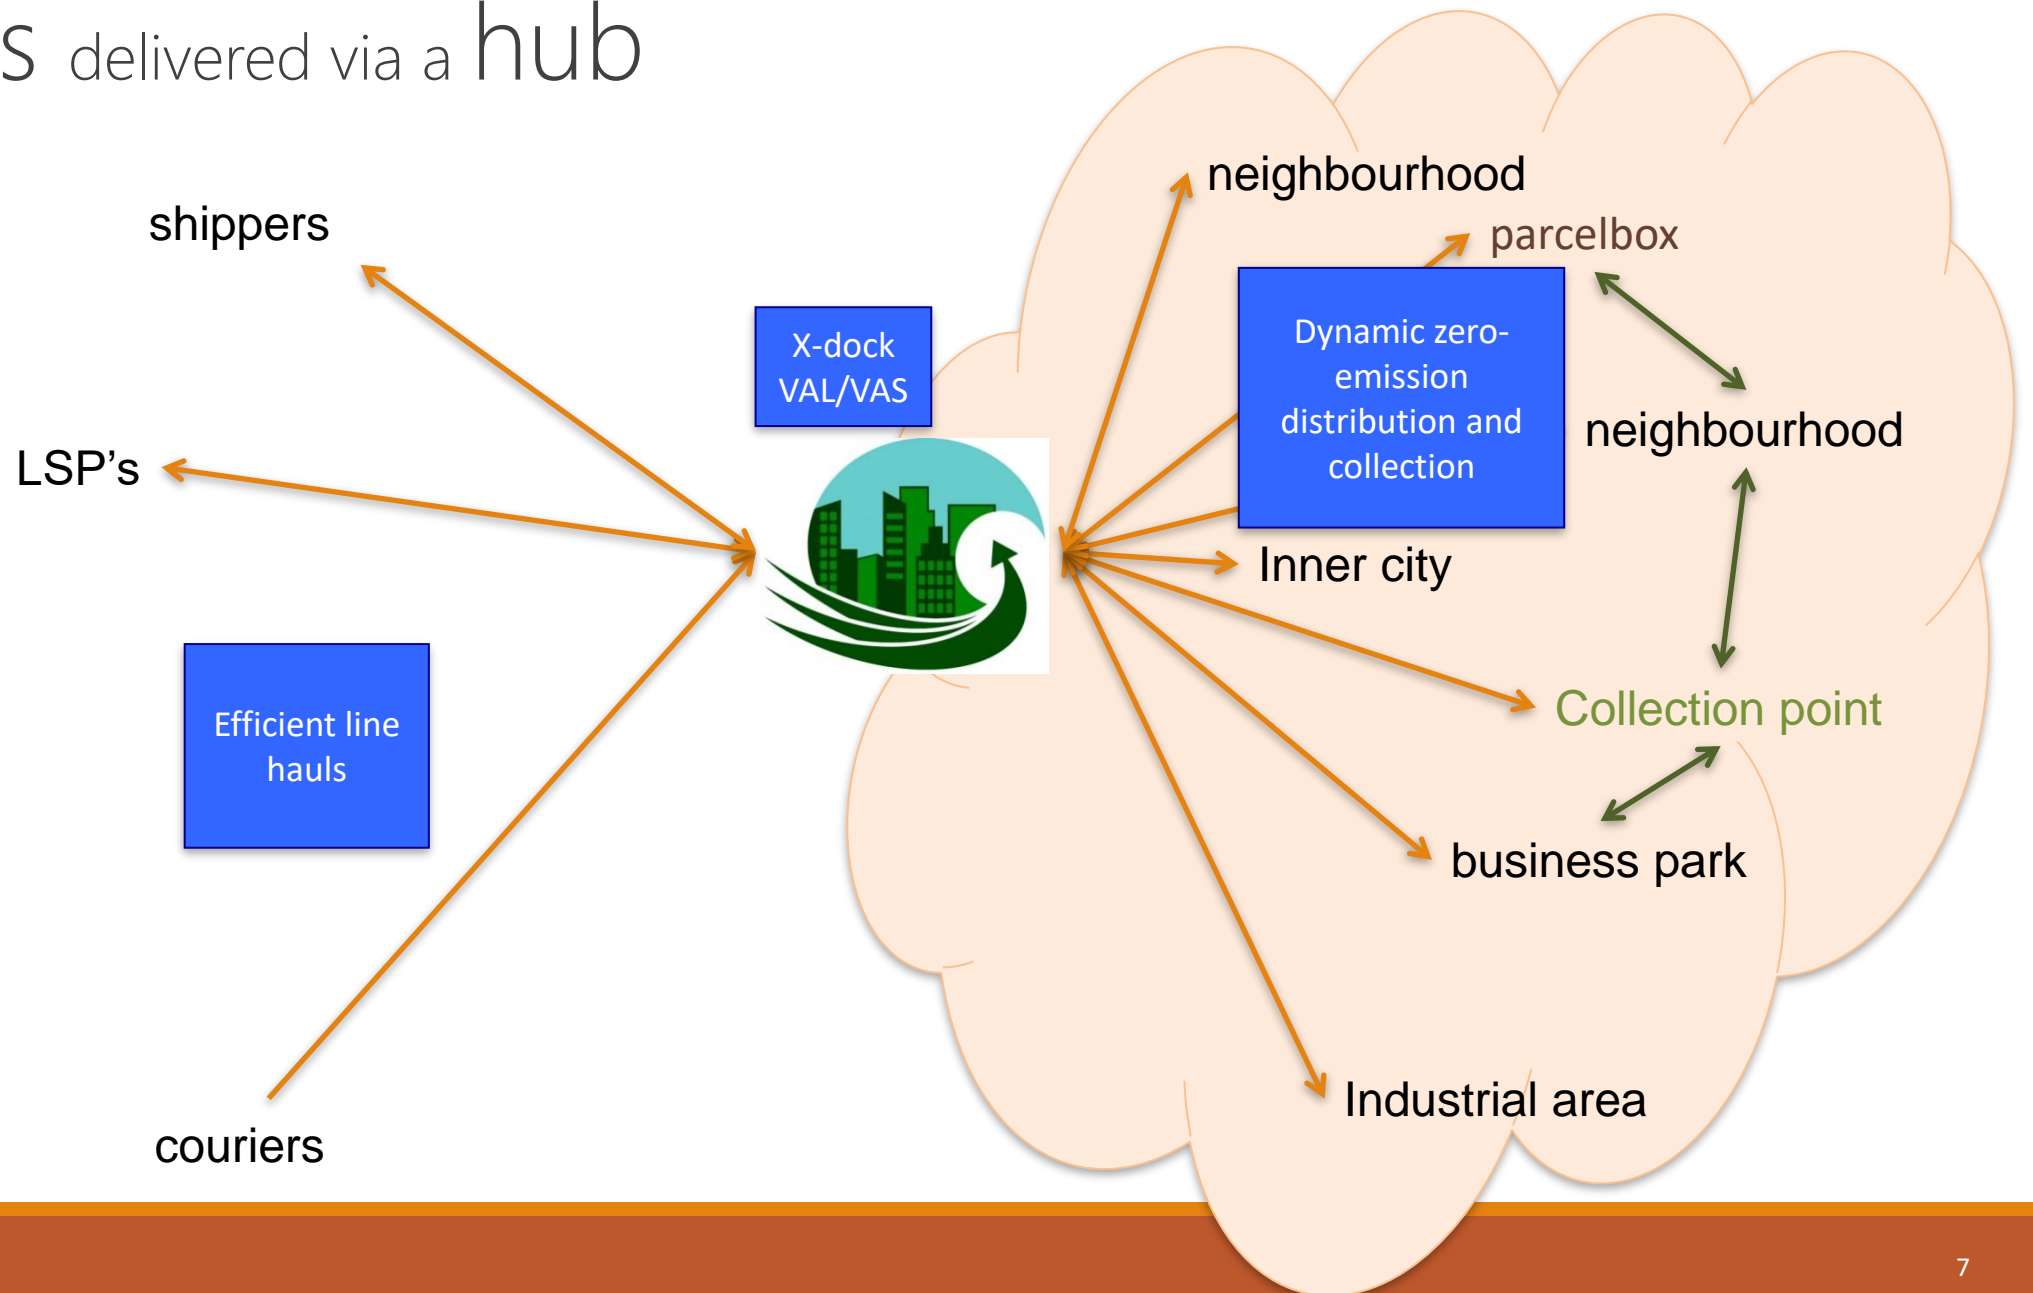 s delivered via a hub
neighbourhood
shippers
parcelbox
X-dock
VAL/VAS
Dynamic zero-
emission
distribution and
collection
neighbourhood
LSP's
Inner city
Collection point
Efficient line
hauls
business park
Industrial area
couriers
7